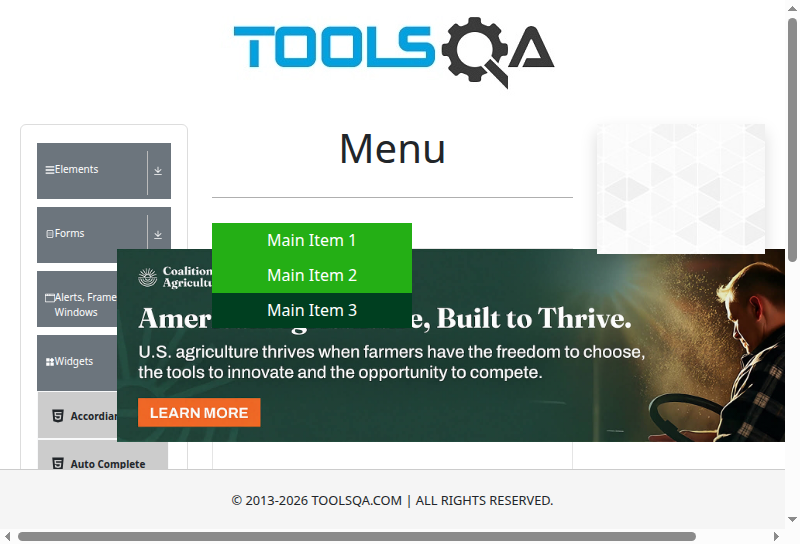 TOOLSQA
Menu
Elements
Forms
Alerts, Frame
Windows
Widgets
Accordian
Auto Complete
Main Item 1
Main Item 2
Main Item 3
Coalition
U.S. agriculture thrives when farmers have the freedom to choose,
the tools to innovate and the opportunity to compete.
e, Built to Thrive.
LEARN MORE
© 2013-2026 TOOLSQA.COM | ALL RIGHTS RESERVED.